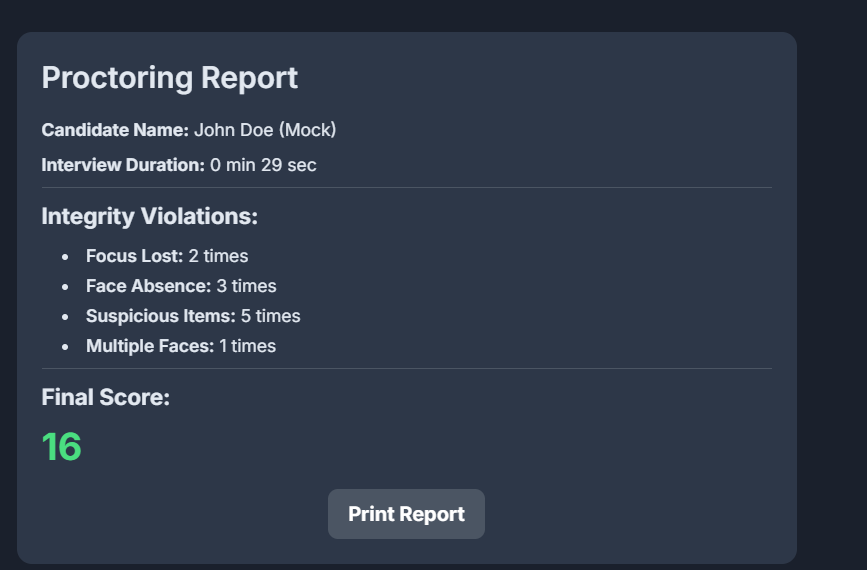 Proctoring Report
Candidate Name: John Doe (Mock)
Interview Duration: 0 min 29 sec
Integrity Violations:
• Focus Lost: 2 times
• Face Absence: 3 times
• Suspicious Items: 5 times
• Multiple Faces: 1 times
Final Score:
16
Print Report